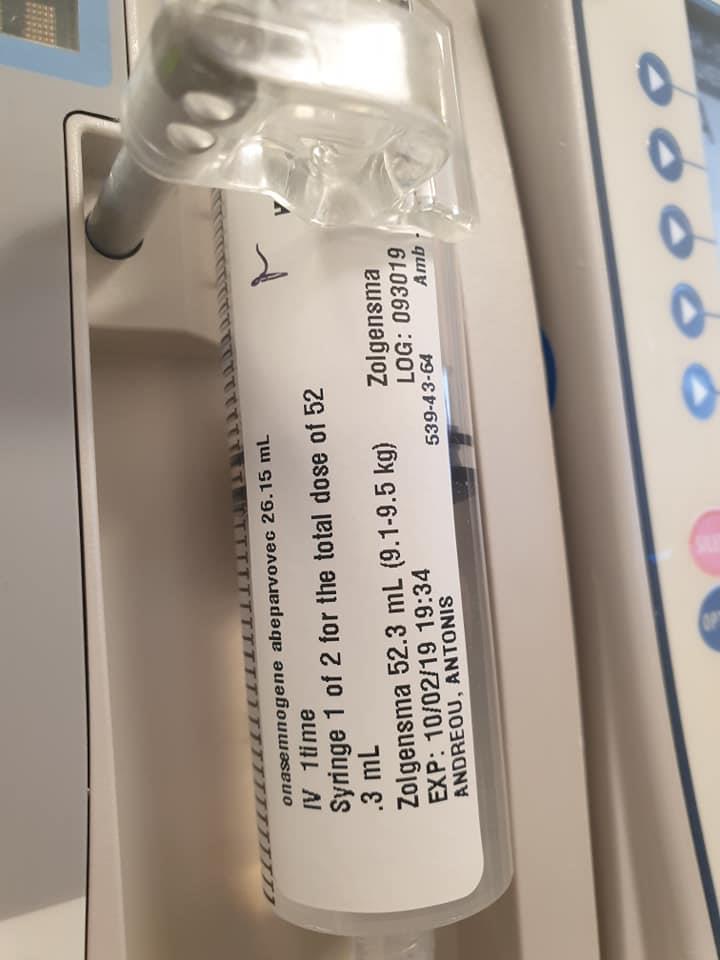 onasemnogene abeparvovec 26.15 mL
IV 1time
Syringe 1 of 2 for the total dose of 52
.3 mL
Zolgensma
Zolgensma 52.3 mL (9.1-9.5 kg)
LOG: 093019
EXP: 10/02/19 19:34
539-43-64
Amb
ANDREOU, ANTONIS